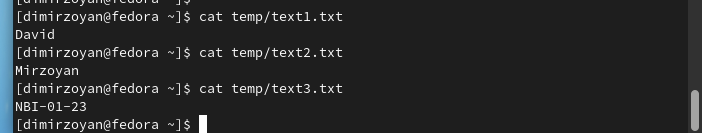 [dimirzoyan@fedora ~]$ cat temp/text1.txt
David
[dimirzoyan@fedora ~]$ cat temp/text2.txt
Mirzoyan
[dimirzoyan@fedora ~]$ cat temp/text3.txt
NBI-01-23
[dimirzoyan@fedora ~]$